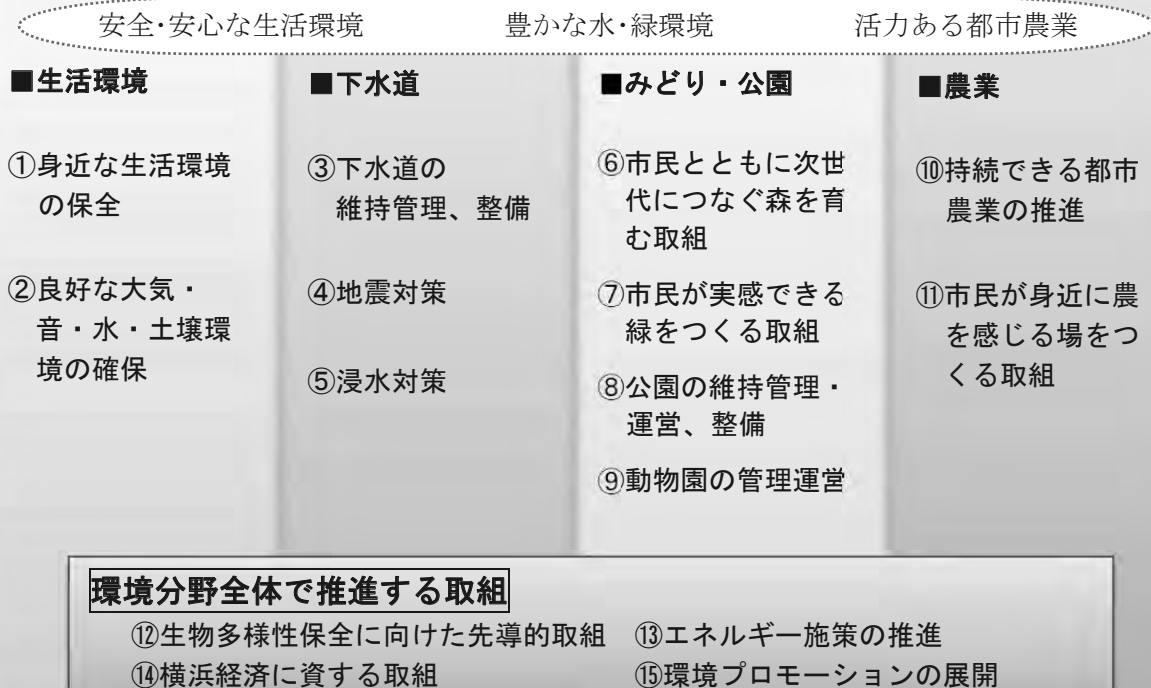 安全・安心な生活環境　豊かな水・緑環境　活力ある都市農業
■生活環境
①身近な生活環境
の保全
②良好な大気・
音・水・土壌環
境の確保
■下水道
③下水道の
維持管理、整備
④地震対策
⑤浸水対策
■みどり・公園
⑥市民とともに次世
代につなぐ森を育
む取組
⑦市民が実感できる
緑をつくる取組
⑧公園の維持管理・
運営、整備
⑨動物園の管理運営
■農業
⑩持続できる都市
農業の推進
⑪市民が身近に農
を感じる場をつ
くる取組
環境分野全体で推進する取組
⑫生物多様性保全に向けた先導的取組　⑬エネルギー施策の推進
⑭横浜経済に資する取組　⑮環境プロモーションの展開